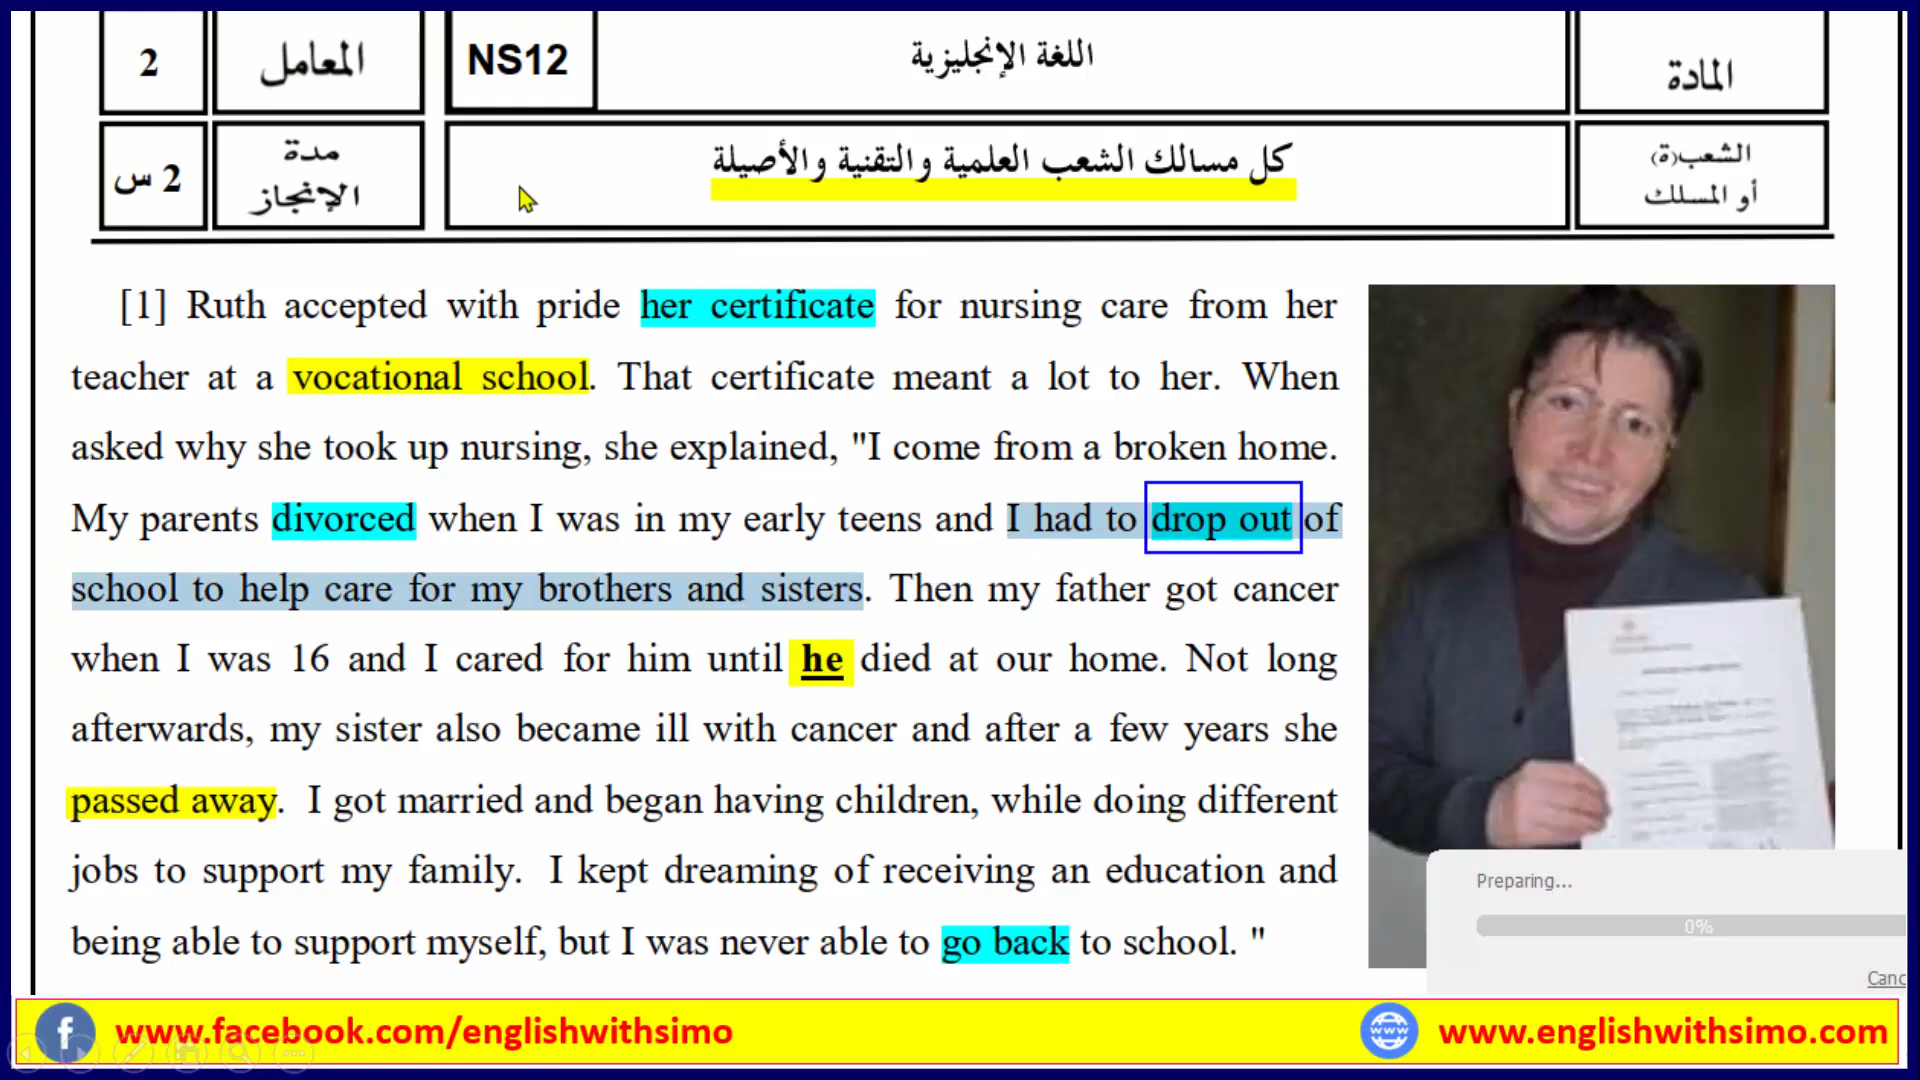 المادة اللغة الإنجليزية NS12 المعامل 2
الشعب(ة) أو المسلك كل مسالك الشعب العلمية والتقنية والأصيلة مدة الإنجاز 2 س
[1] Ruth accepted with pride her certificate for nursing care from her
teacher at a vocational school. That certificate meant a lot to her. When
asked why she took up nursing, she explained, "I come from a broken home.
My parents divorced when I was in my early teens and I had to drop out of
school to help care for my brothers and sisters. Then my father got cancer
when I was 16 and I cared for him until he died at our home. Not long
afterwards, my sister also became ill with cancer and after a few years she
passed away. I got married and began having children, while doing different
jobs to support my family. I kept dreaming of receiving an education and
being able to support myself, but I was never able to go back to school. "
Preparing...
0%
Canc
www.facebook.com/englishwithsimo
www.englishwithsimo.com